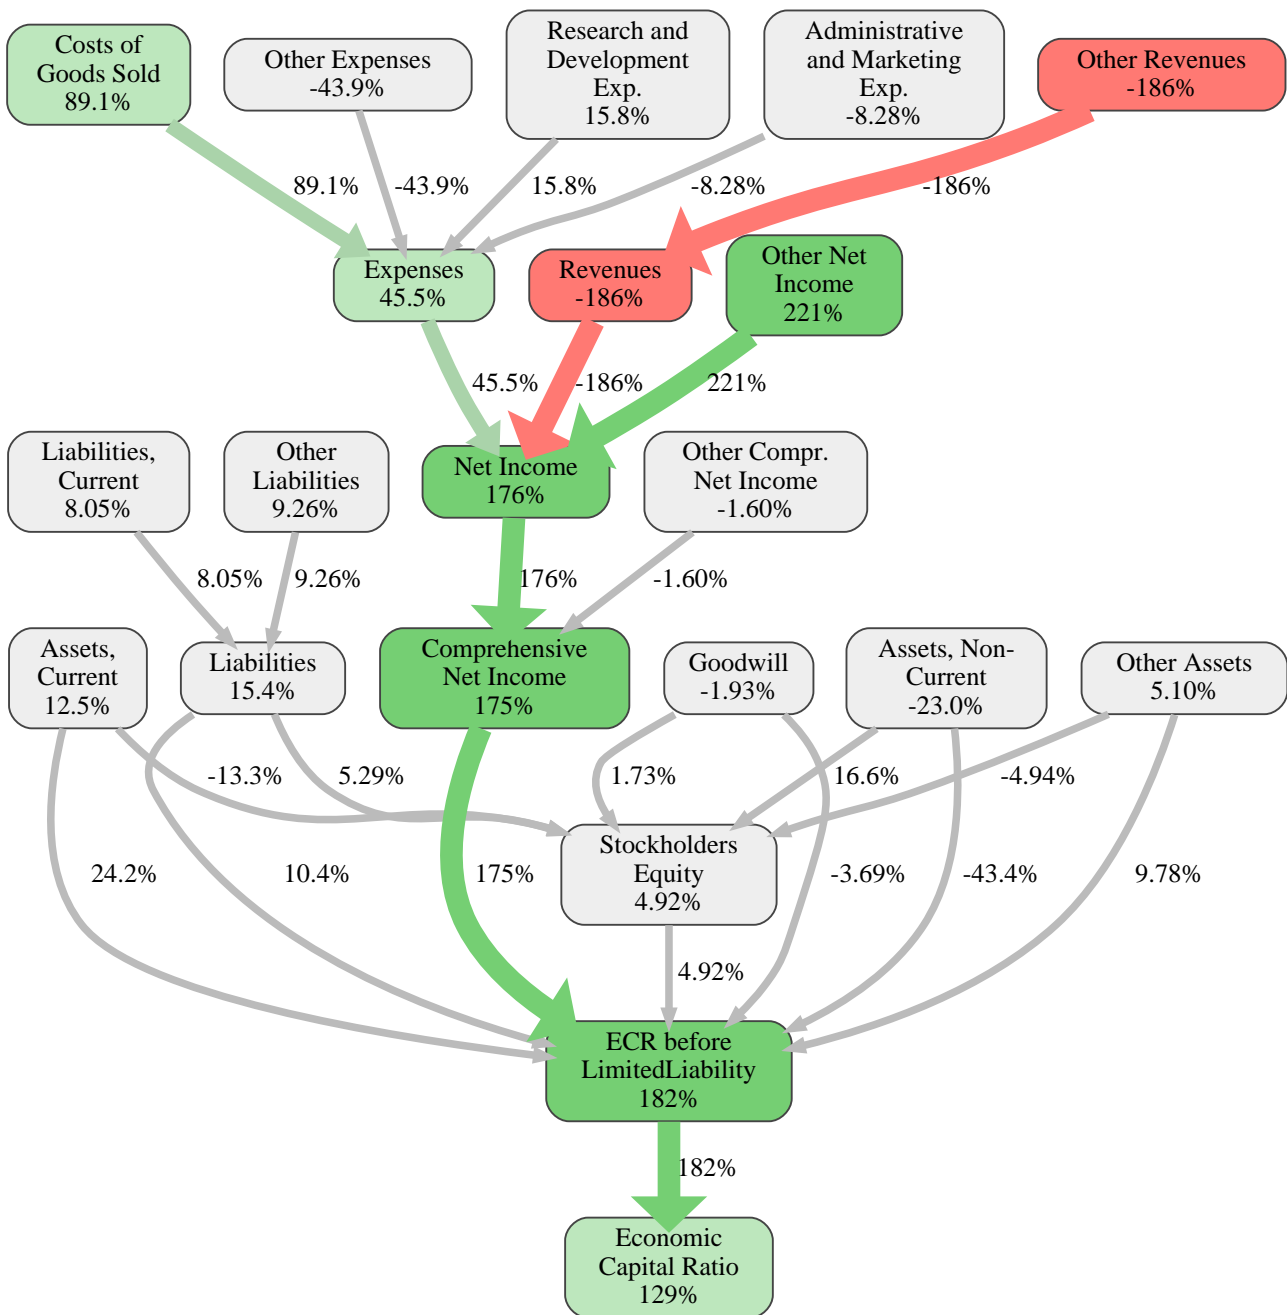 Costs of
Goods Sold
89.1%
Other Expenses
-43.9%
Research and
Development
Exp.
15.8%
Administrative
and Marketing
Exp.
-8.28%
Other Revenues
-186%
89.1%
-43.9%
15.8%
-8.28%
-186%
Expenses
45.5%
Revenues
-186%
Other Net
Income
221%
45.5%
-186%
221%
Liabilities,
Current
8.05%
Other
Liabilities
9.26%
Net Income
176%
Other Compr.
Net Income
-1.60%
8.05%
9.26%
176%
-1.60%
Assets,
Current
12.5%
Liabilities
15.4%
Comprehensive
Net Income
175%
Goodwill
-1.93%
Assets, Non-
Current
-23.0%
Other Assets
5.10%
-13.3%
5.29%
1.73%
16.6%
-4.94%
Stockholders
Equity
4.92%
24.2%
10.4%
175%
-3.69%
-43.4%
9.78%
4.92%
ECR before
LimitedLiability
182%
182%
Economic
Capital Ratio
129%